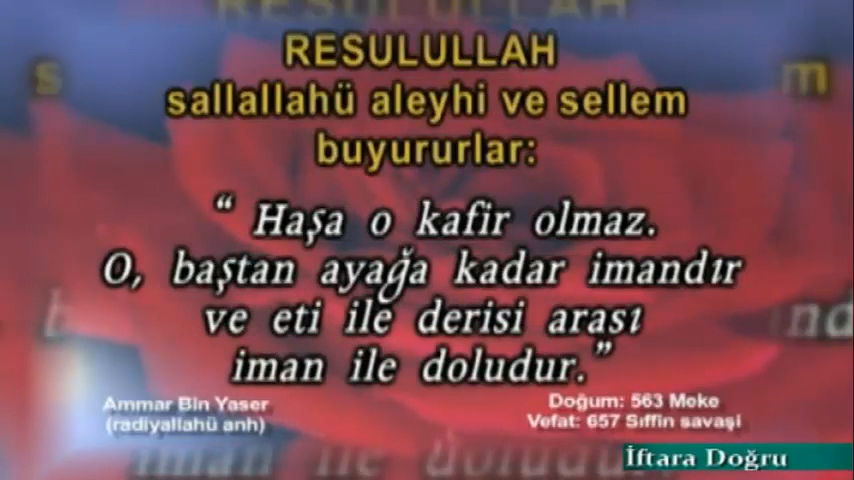 RESULULLAH
sallallahü aleyhi ve sellem
buyururlar:
“ Haşa o kafir olmaz.
O, baştan ayağa kadar imandır
ve eti ile derisi arası
iman ile doludur.”
Ammar Bin Yaser
(radiyallahü anh)
Doğum: 563 Meke
Vefat: 657 Sıffin savaşi
İftara Doğru